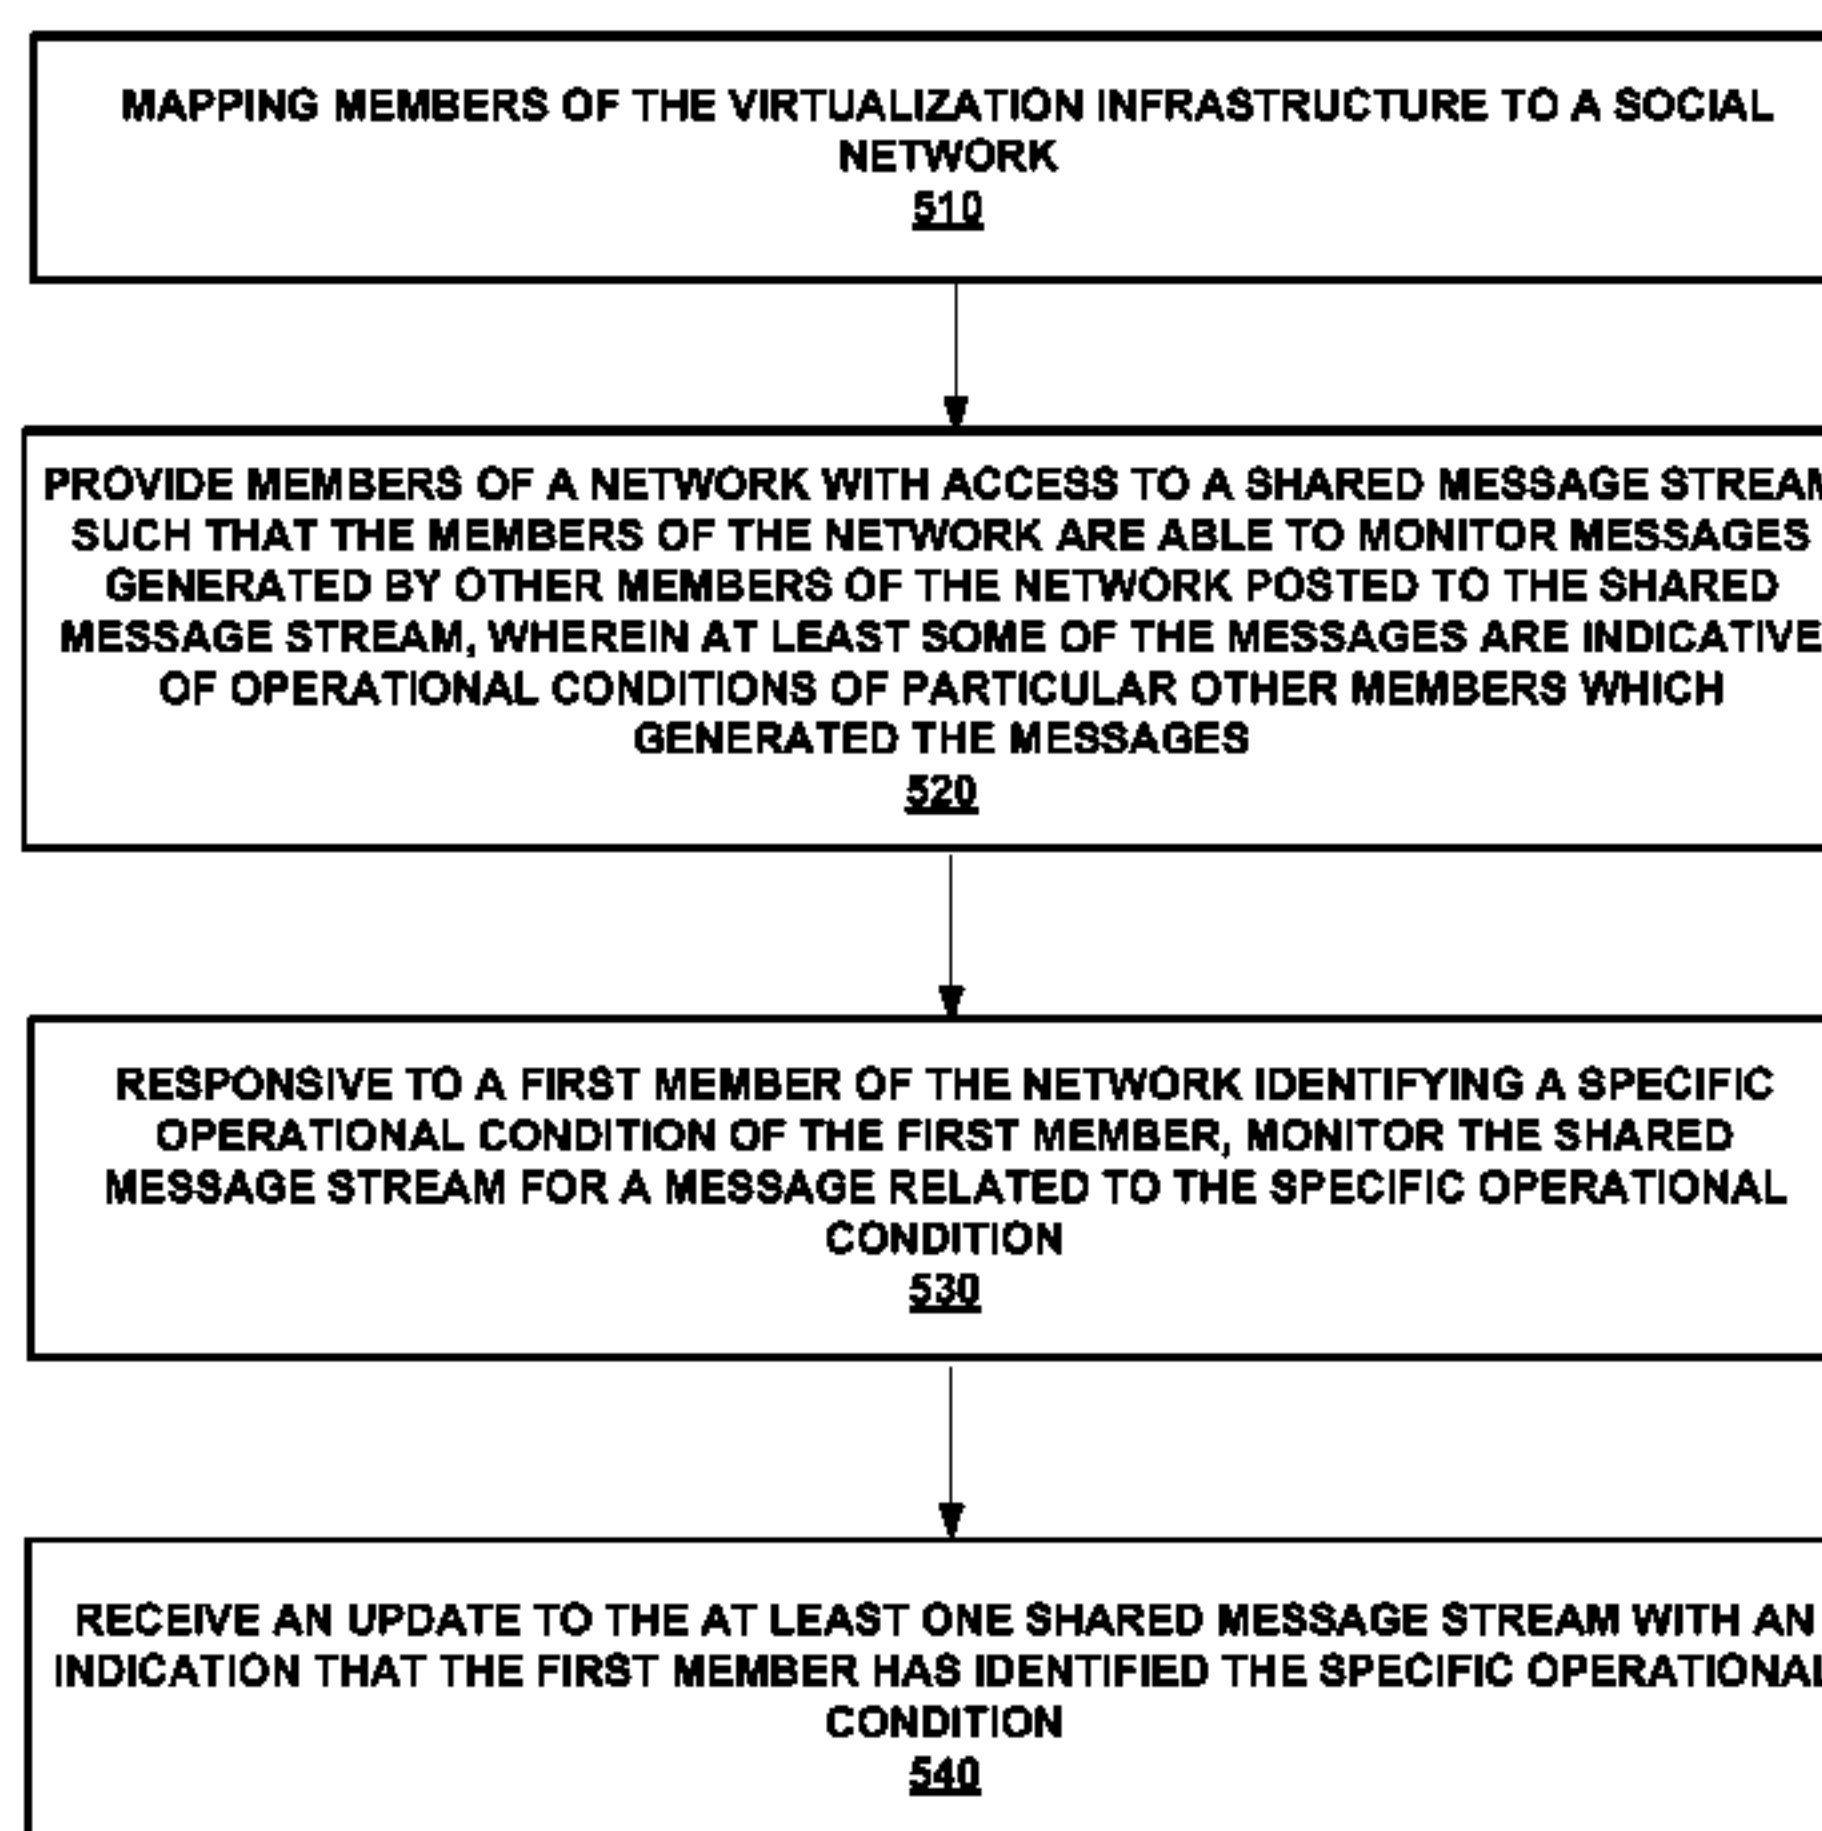 MAPPING MEMBERS OF THE VIRTUALIZATION INFRASTRUCTURE TO A SOCIAL
NETWORK
510
PROVIDE MEMBERS OF A NETWORK WITH ACCESS TO A SHARED MESSAGE STREAM
SUCH THAT THE MEMBERS OF THE NETWORK ARE ABLE TO MONITOR MESSAGES
GENERATED BY OTHER MEMBERS OF THE NETWORK POSTED TO THE SHARED
MESSAGE STREAM, WHEREIN AT LEAST SOME OF THE MESSAGES ARE INDICATIVE
OF OPERATIONAL CONDITIONS OF PARTICULAR OTHER MEMBERS WHICH
GENERATED THE MESSAGES
520
RESPONSIVE TO A FIRST MEMBER OF THE NETWORK IDENTIFYING A SPECIFIC
OPERATIONAL CONDITION OF THE FIRST MEMBER, MONITOR THE SHARED
MESSAGE STREAM FOR A MESSAGE RELATED TO THE SPECIFIC OPERATIONAL
CONDITION
530
RECEIVE AN UPDATE TO THE AT LEAST ONE SHARED MESSAGE STREAM WITH AN
INDICATION THAT THE FIRST MEMBER HAS IDENTIFIED THE SPECIFIC OPERATIONAL
CONDITION
540